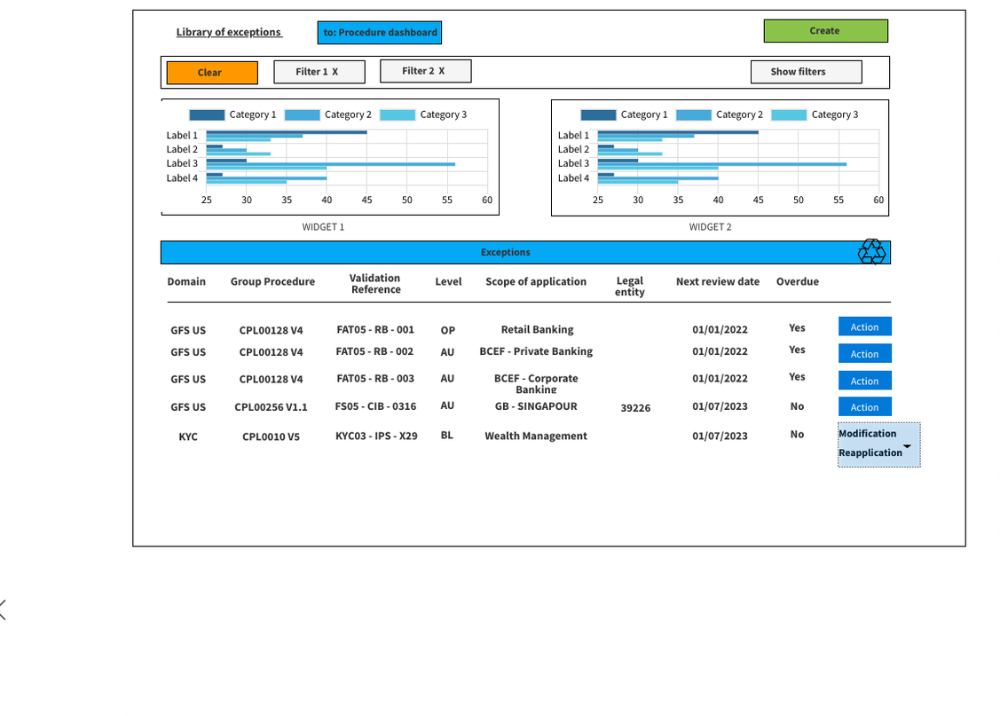 Library of exceptions
to: Procedure dashboard
Create
Clear
Filter 1 X
Filter 2 X
Show filters
Category 1 Category 2 Category 3
Label 1
Label 2
Label 3
Label 4
25 30 35 40 45 50 55 60
WIDGET 1
Category 1 Category 2 Category 3
Label 1
Label 2
Label 3
Label 4
25 30 35 40 45 50 55 60
WIDGET 2
Exceptions
Domain Group Procedure Validation Reference Level Scope of application Legal entity Next review date Overdue
GFS US CPL00128 V4 FAT05 - RB - 001 OP Retail Banking 01/01/2022 Yes Action
GFS US CPL00128 V4 FAT05 - RB - 002 AU BCEF - Private Banking 01/01/2022 Yes Action
GFS US CPL00128 V4 FAT05 - RB - 003 AU BCEF - Corporate Banking 01/01/2022 Yes Action
GFS US CPL00256 V1.1 FS05 - CIB - 0316 AU GB - SINGAPOUR 39226 01/07/2023 No Action
KYC CPL0010 V5 KYC03 - IPS - X29 BL Wealth Management 01/07/2023 No
Modification
Reapplication